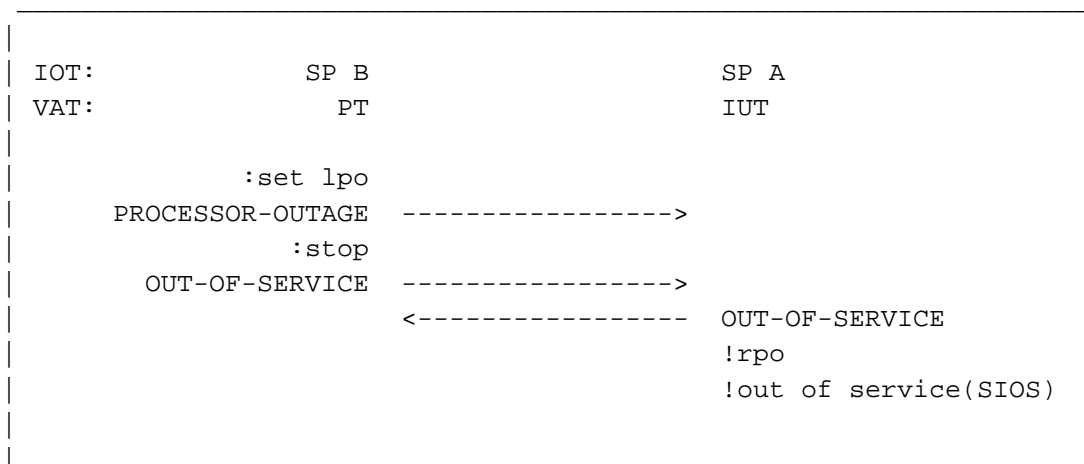 IOT: SP B SP A
VAT: PT IUT
:set lpo
PROCESSOR-OUTAGE ----------------->
:stop
OUT-OF-SERVICE ----------------->
<----------------- OUT-OF-SERVICE
!rpo
!out of service(SIOS)